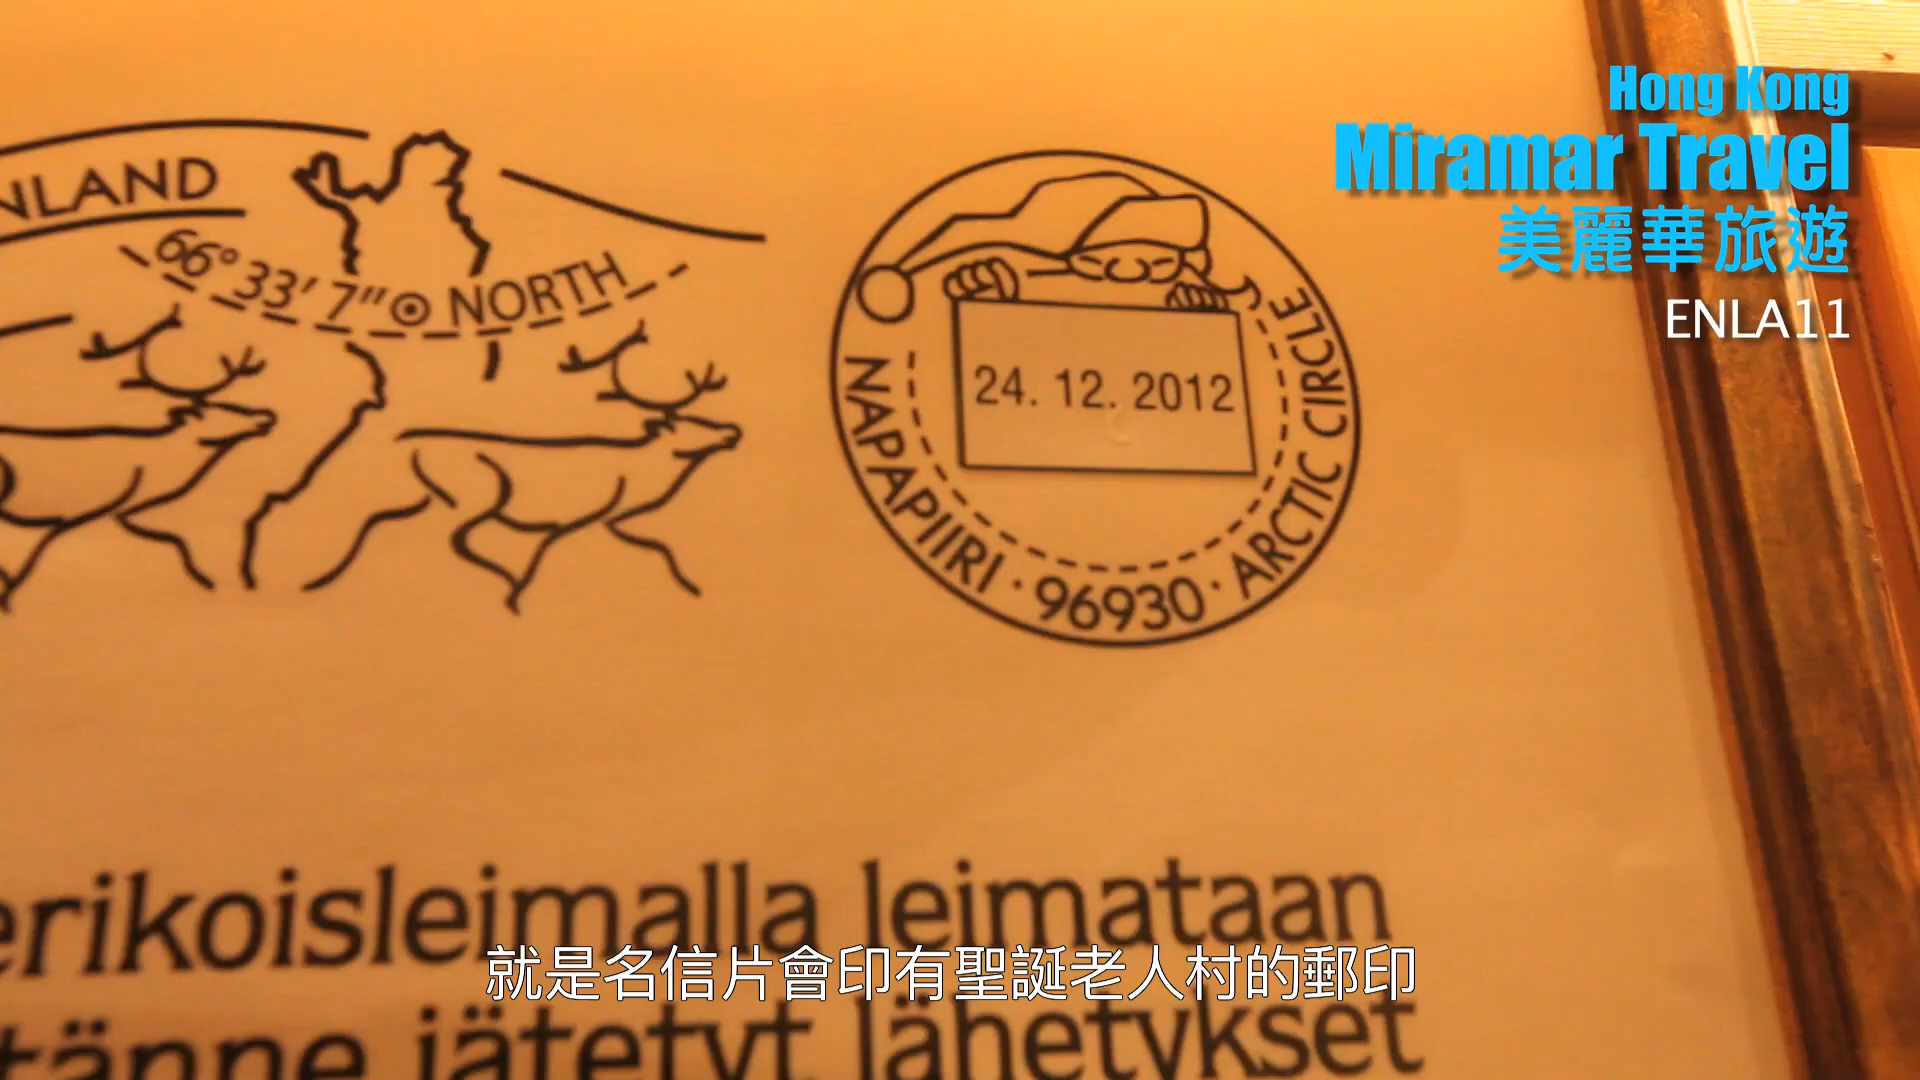 Hong Kong
Miramar Travel
美麗華旅遊
ENLA11
NLAND
66° 33′ 7″ NORTH
24. 12. 2012
NAPAPIIRI · 96930 · ARCTIC CIRCLE
erikoisleimalla leimataan
就是名信片會印有聖誕老人村的郵印
tänne jätetyt lähetykset